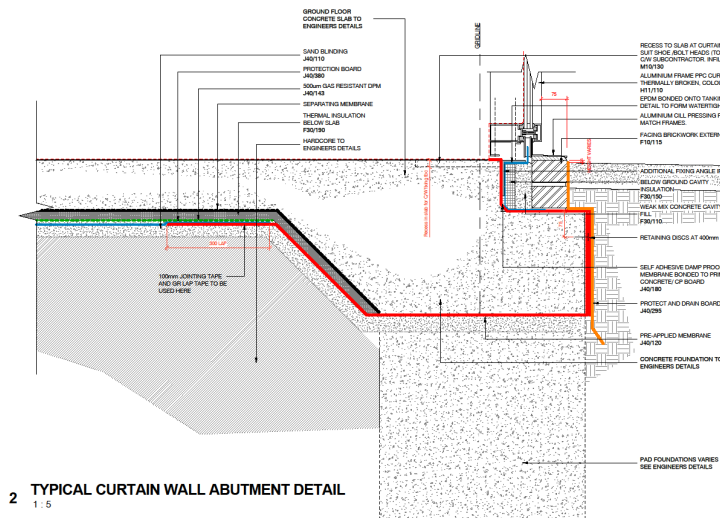 GROUND FLOOR
CONCRETE SLAB TO
ENGINEERS DETAILS
SAND BLINDING
J40/110
PROTECTION BOARD
J40/380
500um GAS RESISTANT DPM
J40/143
SEPARATING MEMBRANE
THERMAL INSULATION
BELOW SLAB
F30/190
HARDCORE TO
ENGINEERS DETAILS
300 LAP
100mm JOINTING TAPE
AND GR LAP TAPE TO BE
USED HERE
GRIDLINE
75
RECESS TO SLAB AT CURTAIN
SUIT SHOE /BOLT HEADS (TO
C/W SUBCONTRACTOR. INFIL
M10/130
ALUMINIUM FRAME PPC CUR
THERMALLY BROKEN, COLO
H11/110
EPDM BONDED ONTO TANKIN
DETAIL TO FORM WATERTIGH
ALUMINIUM CILL PRESSING P
MATCH FRAMES.
FACING BRICKWORK EXTERN
F10/115
ADDITIONAL FIXING ANGLE IF
BELOW GROUND CAVITY
INSULATION
F30/150
WEAK MIX CONCRETE CAVITY
FILL
F30/110
RETAINING DISCS AT 400mm
SELF ADHESIVE DAMP PROO
MEMBRANE BONDED TO PRI
CONCRETE/ CP BOARD
J40/180
PROTECT AND DRAIN BOARD
J40/295
PRE-APPLIED MEMBRANE
J40/120
CONCRETE FOUNDATION TO
ENGINEERS DETAILS
PAD FOUNDATIONS VARIES
SEE ENGINEERS DETAILS
2 TYPICAL CURTAIN WALL ABUTMENT DETAIL
1 : 5